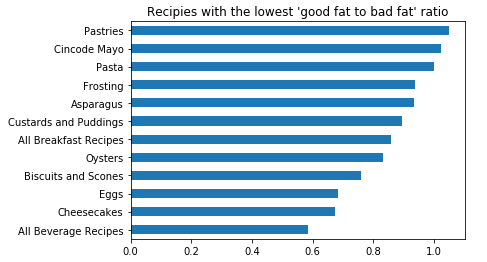 Recipies with the lowest 'good fat to bad fat' ratio
Pastries
Cincode Mayo
Pasta
Frosting
Asparagus
Custards and Puddings
All Breakfast Recipes
Oysters
Biscuits and Scones
Eggs
Cheesecakes
All Beverage Recipes
0.0 0.2 0.4 0.6 0.8 1.0